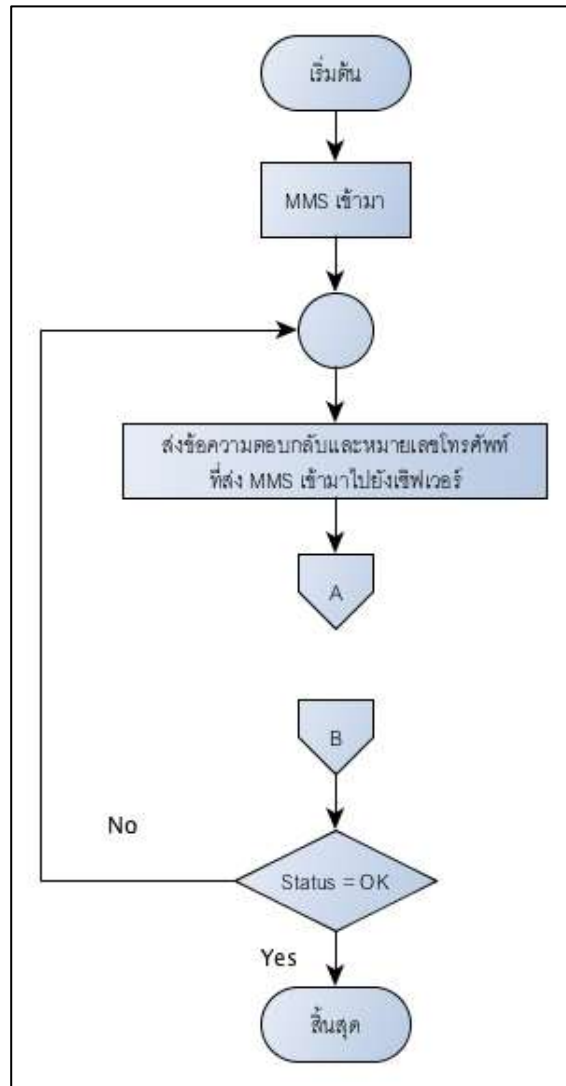 เริ่มต้น
MMS เข้ามา
ส่งข้อความตอบกลับและหมายเลขโทรศัพท์
ที่ส่ง MMS เข้ามาไปยังเซิฟเวอร์
A
B
No
Status = OK
Yes
สิ้นสุด